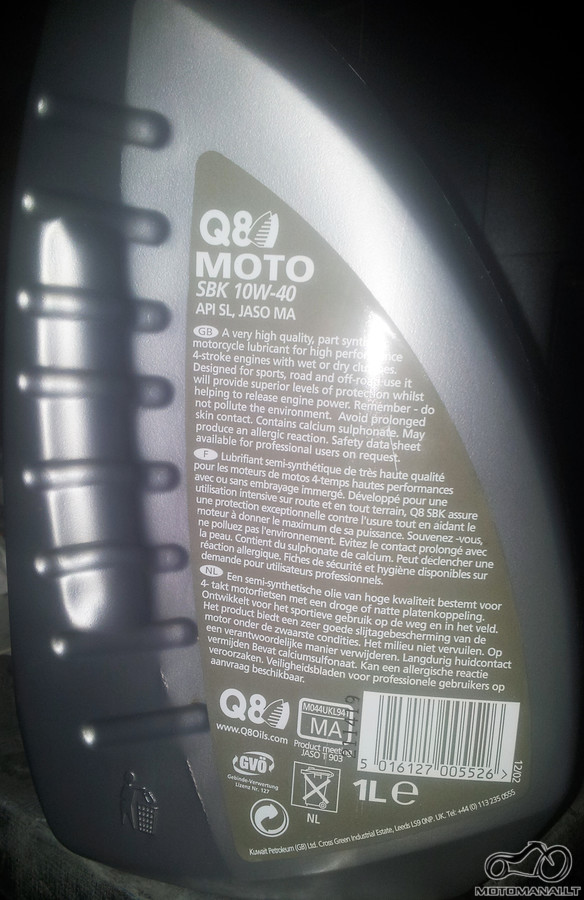 Q8
MOTO
SBK 10W-40
API SL, JASO MA
GB A very high quality, part
motorcycle lubricant for high
4-stroke engines with wet or dry
Designed for sports, road and off-road use it
will provide superior levels of protection whilst
helping to release engine power. Remember - do
not pollute the environment. Avoid prolonged
skin contact. Contains calcium sulphonate. May
produce an allergic reaction. Safety data sheet
available for professional users on request.
F Lubrifiant semi-synthétique de très haute qualité
pour les moteurs de motos 4-temps hautes performances
avec ou sans embrayage immergé. Développé pour une
utilisation intensive sur route et en tout terrain, Q8 SBK assure
une protection exceptionnelle contre l'usure tout en aidant le
moteur à donner le maximum de sa puissance. Souvenez -vous,
ne polluez pas l'environnement. Evitez le contact prolongé avec
la peau. Contient du sulphonate de calcium. Peut déclencher une
réaction allergique. Fiches de sécurité et hygiène disponibles sur
demande pour utilisateurs professionnels.
NL Een semi-synthetische olie van hoge kwaliteit bestemt voor
4- takt motorfietsen met een droge of natte platenkoppeling.
Ontwikkelt voor het sportieve gebruik op de weg en in het veld.
Het product biedt een zeer goede slijtagebescherming van de
motor onder de zwaarste condities. Het milieu niet vervuilen. Op
een verantwoordelijke manier verwijderen. Langdurig huidcontact
vermijden Bevat calciumsulfonaat. Kan een allergische reactie
veroorzaken. Veiligheidsbladen voor professionele gebruikers op
aanvraag beschikbaar.
Q8
www.Q8Oils.com
M044UKL94
MA
Product
JASO T 903
5 016127 005526 >
12/02
GVÖ
Gebinde-Verwertung
Lizenz Nr. 127
NL
1L e
Kuwait Petroleum (GB) Ltd. Cross Green Industrial Estate, Leeds LS9 0NP. UK. Tel: +44 (0) 113 235 0555
MOTOMANAI.LT